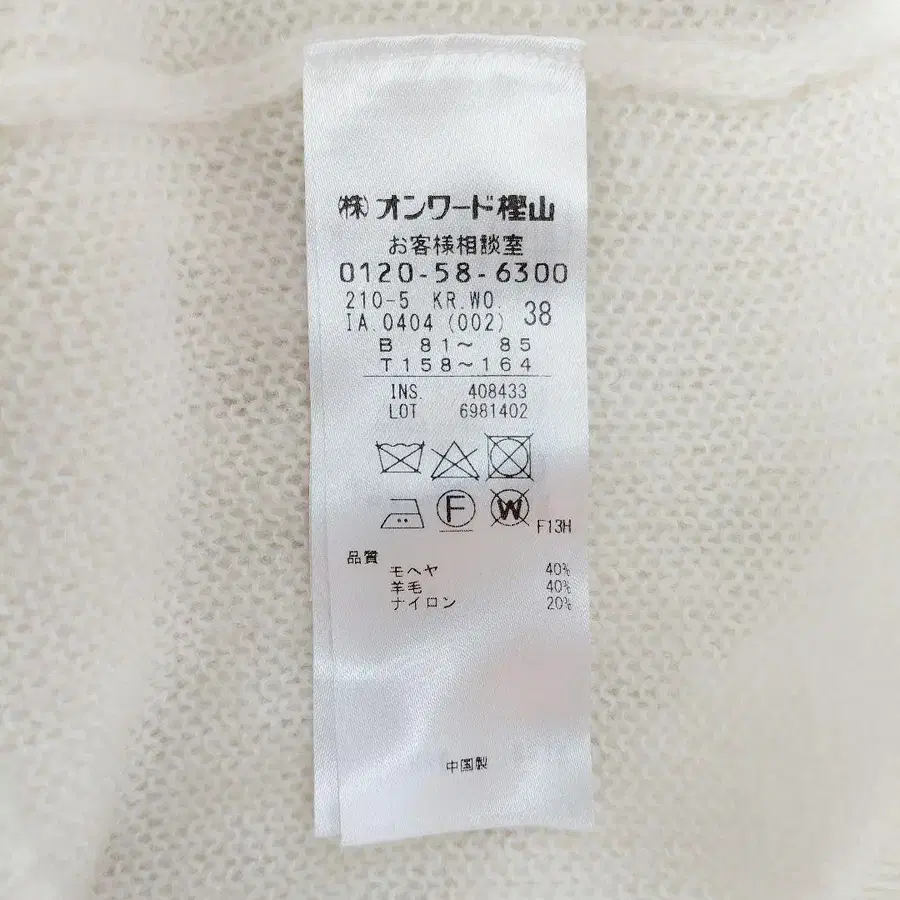 ㈱オンワード樫山
お客様相談室
0120-58-6300
210-5 KR.WO.
IA.0404 (002) 38
B 81～ 85
T158～164
INS. 408433
LOT 6981402
F W F13H
品質
モヘヤ 40%
羊毛 40%
ナイロン 20%
中国製